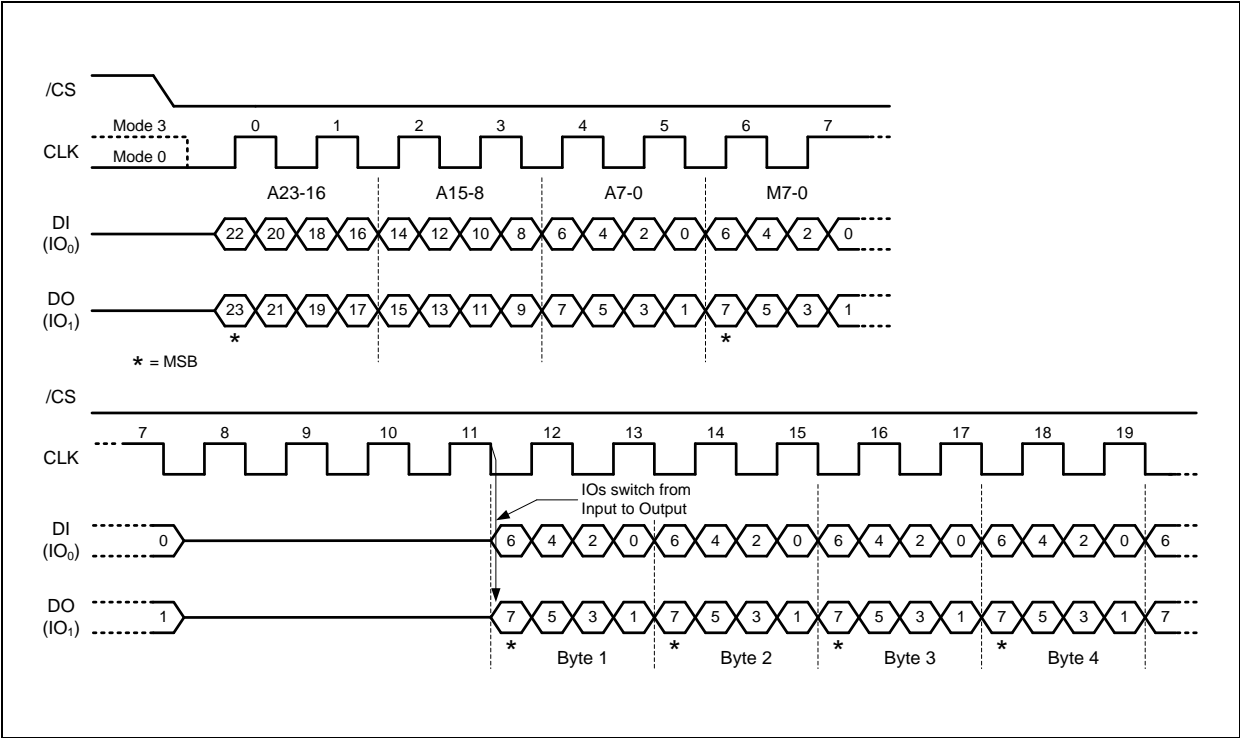 /CS
Mode 3 0 1 2 3 4 5 6 7
CLK
Mode 0
A23-16 A15-8 A7-0 M7-0
DI
(IO₀)
22 20 18 16 14 12 10 8 6 4 2 0 6 4 2 0
DO
(IO₁)
23 21 19 17 15 13 11 9 7 5 3 1 7 5 3 1
* *
* = MSB
/CS
7 8 9 10 11 12 13 14 15 16 17 18 19
CLK
IOs switch from
Input to Output
DI
(IO₀)
0 6 4 2 0 6 4 2 0 6 4 2 0 6 4 2 0 6
DO
(IO₁)
1 7 5 3 1 7 5 3 1 7 5 3 1 7 5 3 1 7
* * * *
Byte 1 Byte 2 Byte 3 Byte 4